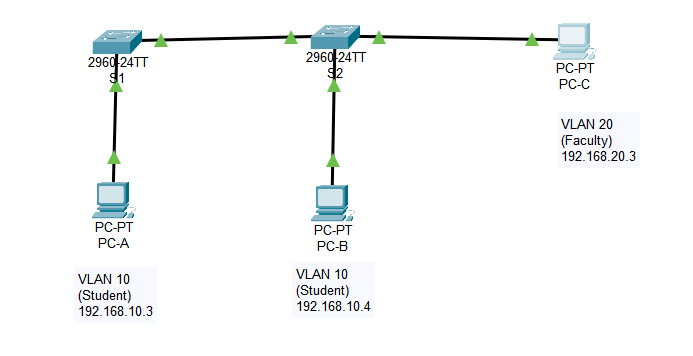 2960-24TT
S1
2960-24TT
S2
PC-PT
PC-C
VLAN 20
(Faculty)
192.168.20.3
PC-PT
PC-A
PC-PT
PC-B
VLAN 10
(Student)
192.168.10.3
VLAN 10
(Student)
192.168.10.4